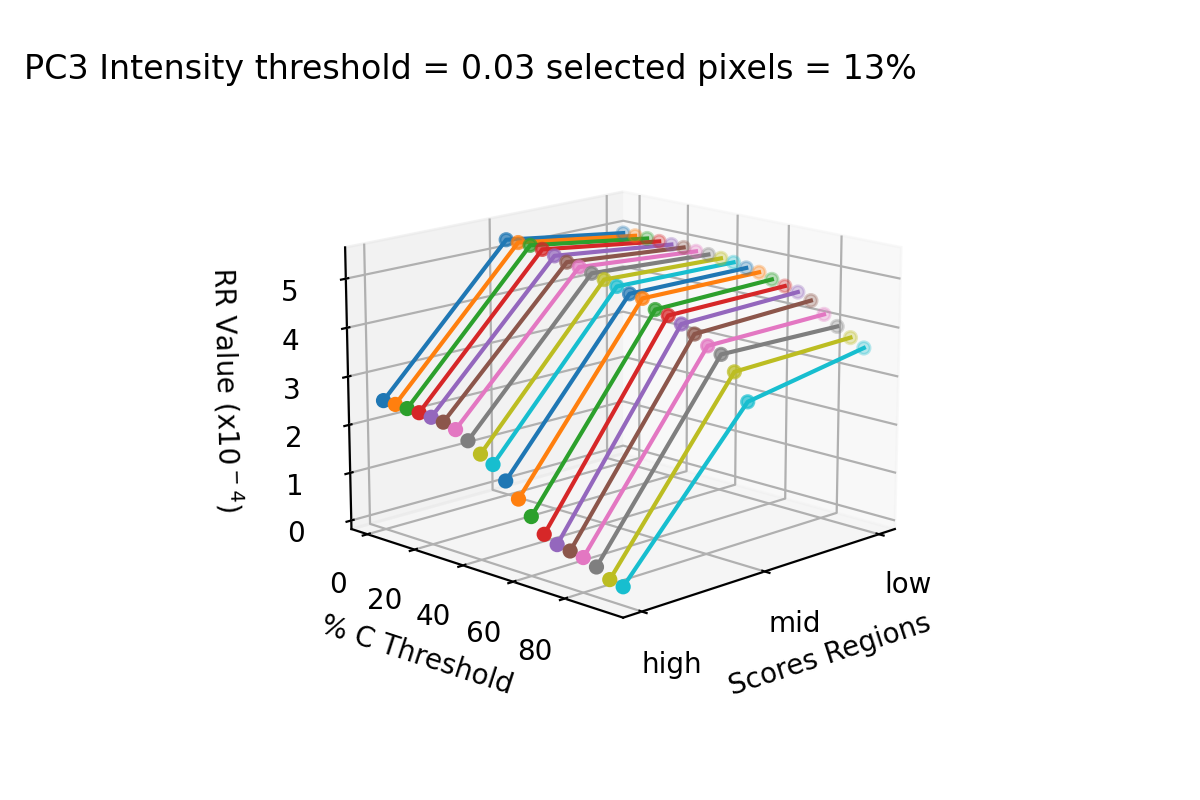 PC3 Intensity threshold = 0.03 selected pixels = 13%
RR Value (x10⁻⁴)
5
4
3
2
1
0
0
20
40
60
80
% C Threshold
high
mid
low
Scores Regions